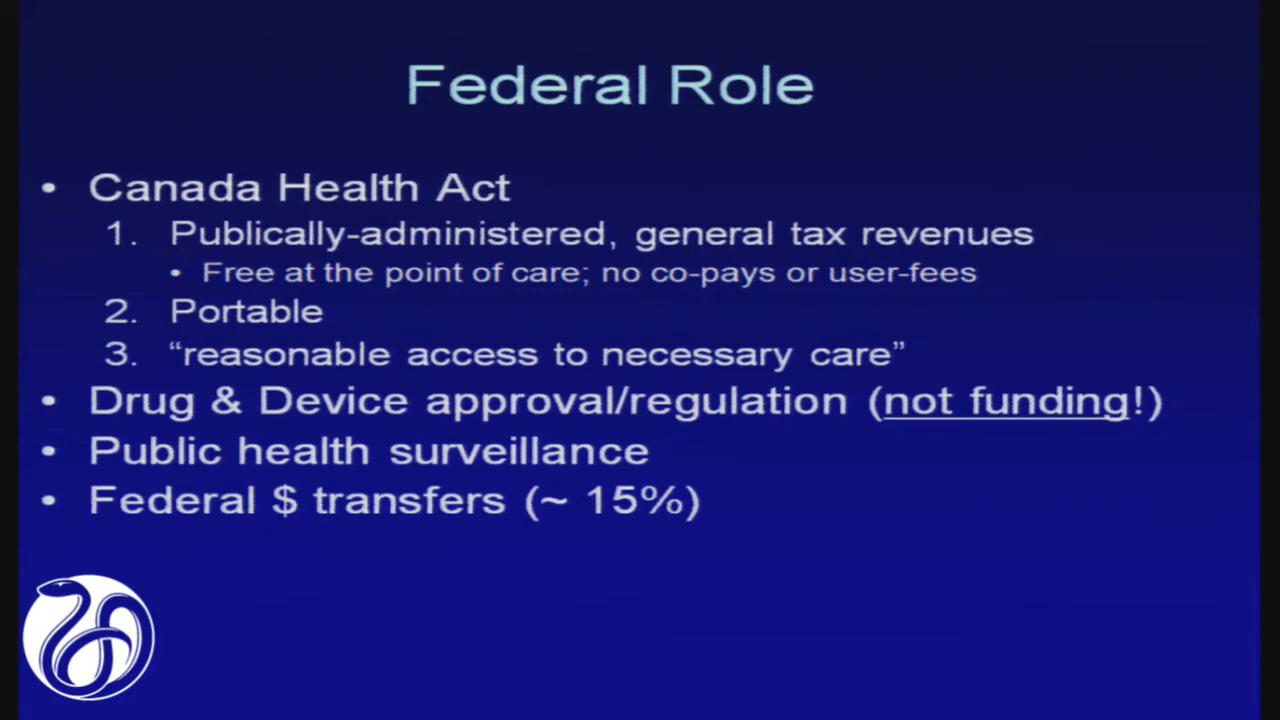 Federal Role
• Canada Health Act
1. Publically-administered, general tax revenues
• Free at the point of care; no co-pays or user-fees
2. Portable
3. “reasonable access to necessary care”
• Drug & Device approval/regulation (not funding!)
• Public health surveillance
• Federal $ transfers (~ 15%)